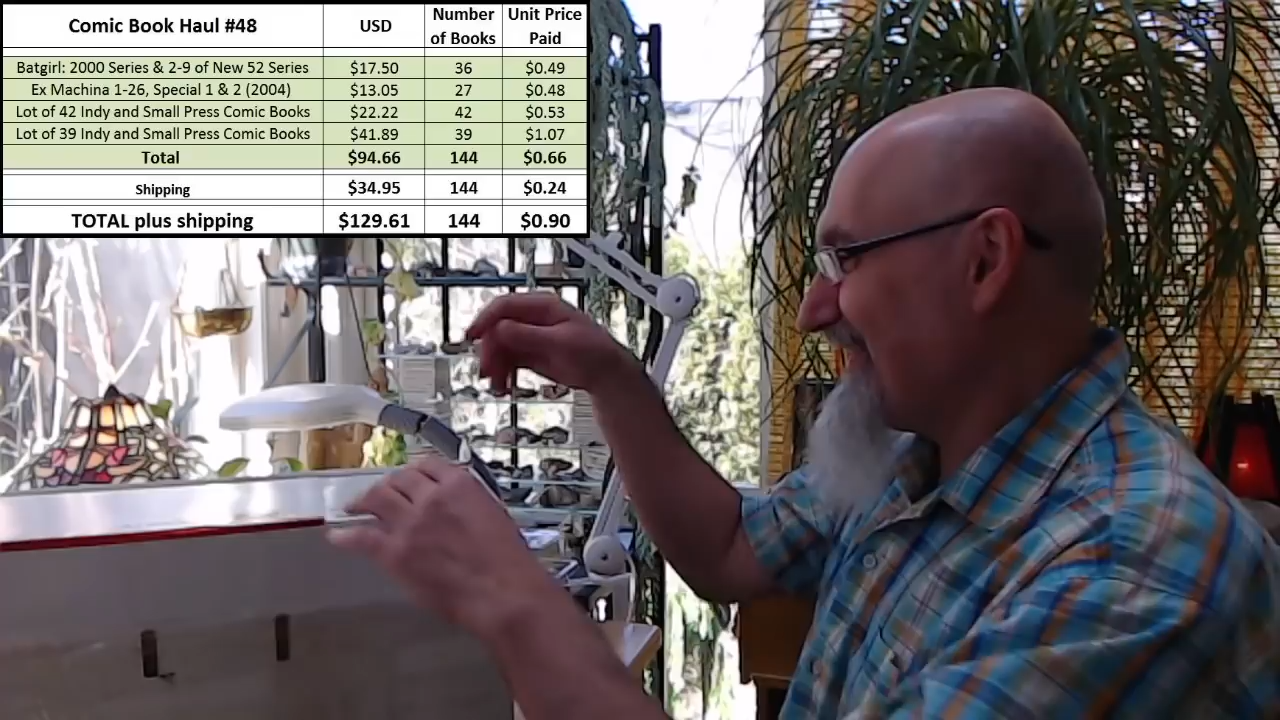 Comic Book Haul #48 USD Number of Books Unit Price Paid
Batgirl: 2000 Series & 2-9 of New 52 Series $17.50 36 $0.49
Ex Machina 1-26, Special 1 & 2 (2004) $13.05 27 $0.48
Lot of 42 Indy and Small Press Comic Books $22.22 42 $0.53
Lot of 39 Indy and Small Press Comic Books $41.89 39 $1.07
Total $94.66 144 $0.66
Shipping $34.95 144 $0.24
TOTAL plus shipping $129.61 144 $0.90